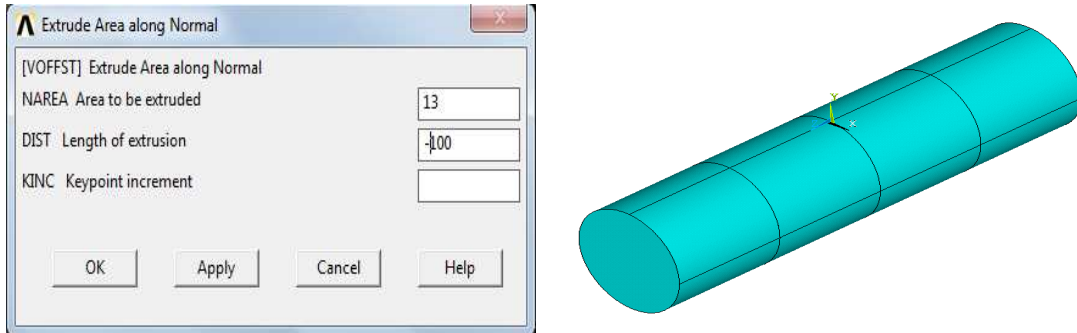 Extrude Area along Normal
[VOFFST] Extrude Area along Normal
NAREA Area to be extruded 13
DIST Length of extrusion -100
KINC Keypoint increment
OK Apply Cancel Help
Y
X